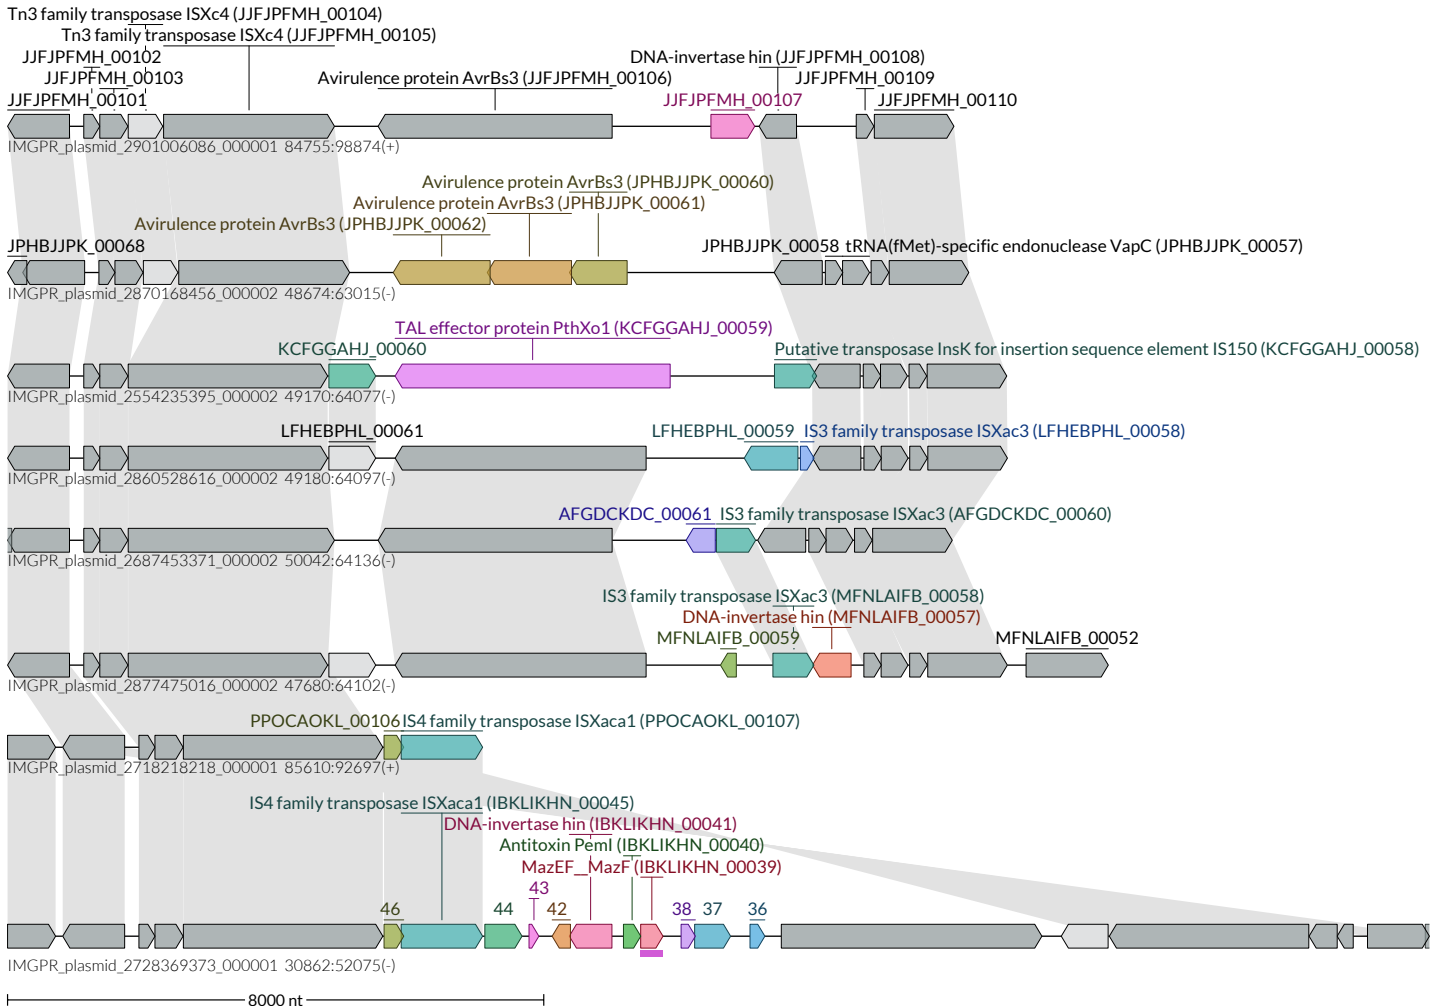 Tn3 family transposase ISXc4 (JJFJPFMH_00104)
Tn3 family transposase ISXc4 (JJFJPFMH_00105)
JJFJPFMH_00102
DNA-invertase hin (JJFJPFMH_00108)
JJFJPFMH_00103
Avirulence protein AvrBs3 (JJFJPFMH_00106)
JJFJPFMH_00109
JJFJPFMH_00101
JJFJPFMH_00107
JJFJPFMH_00110
IMGPR_plasmid_2901006086_000001 84755:98874(+)
Avirulence protein AvrBs3 (JPHBJJPK_00060)
Avirulence protein AvrBs3 (JPHBJJPK_00061)
Avirulence protein AvrBs3 (JPHBJJPK_00062)
JPHBJJPK_00068
JPHBJJPK_00058
tRNA(fMet)-specific endonuclease VapC (JPHBJJPK_00057)
IMGPR_plasmid_2870168456_000002 48674:63015(-)
TAL effector protein PthXo1 (KCFGGAHJ_00059)
KCFGGAHJ_00060
Putative transposase InsK for insertion sequence element IS150 (KCFGGAHJ_00058)
IMGPR_plasmid_2554235395_000002 49170:64077(-)
LFHEBPHL_00061
LFHEBPHL_00059
IS3 family transposase ISXac3 (LFHEBPHL_00058)
IMGPR_plasmid_2860528616_000002 49180:64097(-)
AFGDCKDC_00061
IS3 family transposase ISXac3 (AFGDCKDC_00060)
IMGPR_plasmid_2687453371_000002 50042:64136(-)
IS3 family transposase ISXac3 (MFNLAIFB_00058)
DNA-invertase hin (MFNLAIFB_00057)
MFNLAIFB_00059
MFNLAIFB_00052
IMGPR_plasmid_2877475016_000002 47680:64102(-)
PPOCAOKL_00106
IS4 family transposase ISXaca1 (PPOCAOKL_00107)
IMGPR_plasmid_2718218218_000001 85610:92697(+)
IS4 family transposase ISXaca1 (IBKLIKHN_00045)
DNA-invertase hin (IBKLIKHN_00041)
Antitoxin PemI (IBKLIKHN_00040)
MazEF__MazF (IBKLIKHN_00039)
43
46
44
42
38
37
36
IMGPR_plasmid_2728369373_000001 30862:52075(-)
8000 nt